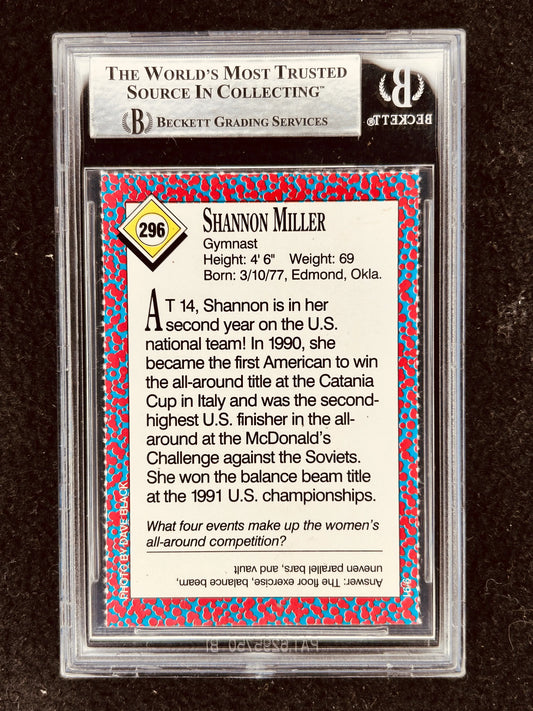 THE WORLD'S MOST TRUSTED
SOURCE IN COLLECTING™
B BECKETT GRADING SERVICES
B
BECKETT®
296
SHANNON MILLER
Gymnast
Height: 4' 6" Weight: 69
Born: 3/10/77, Edmond, Okla.
AT 14, Shannon is in her
second year on the U.S.
national team! In 1990, she
became the first American to win
the all-around title at the Catania
Cup in Italy and was the second-
highest U.S. finisher in the all-
around at the McDonald's
Challenge against the Soviets.
She won the balance beam title
at the 1991 U.S. championships.
What four events make up the women's
all-around competition?
Answer: The floor exercise, balance beam,
uneven parallel bars, and vault
PHOTO BY DAVE BLACK